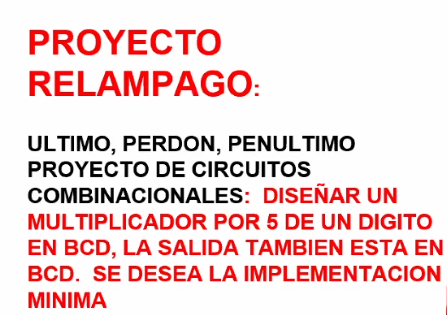 PROYECTO
RELAMPAGO:
ULTIMO, PERDON, PENULTIMO
PROYECTO DE CIRCUITOS
COMBINACIONALES: DISEÑAR UN
MULTIPLICADOR POR 5 DE UN DIGITO
EN BCD, LA SALIDA TAMBIEN ESTA EN
BCD. SE DESEA LA IMPLEMENTACION
MINIMA